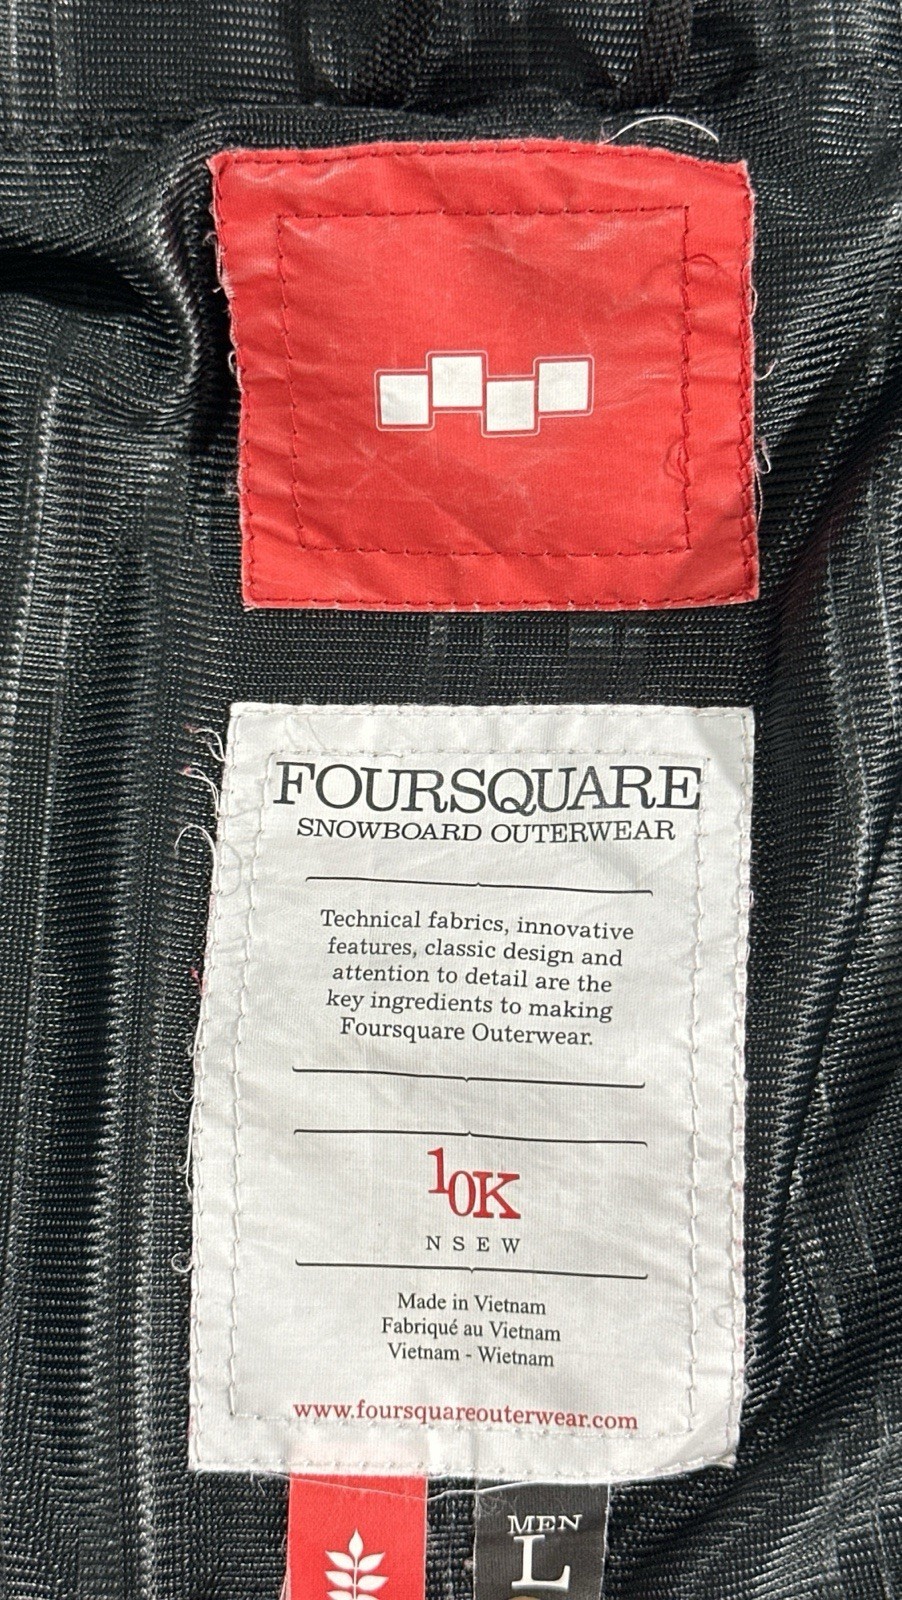 FOURSQUARE
SNOWBOARD OUTERWEAR
Technical fabrics, innovative
features, classic design and
attention to detail are the
key ingredients to making
Foursquare Outerwear.
10K
N S E W
Made in Vietnam
Fabriqué au Vietnam
Vietnam - Wietnam
www.foursquareouterwear.com
MEN
L